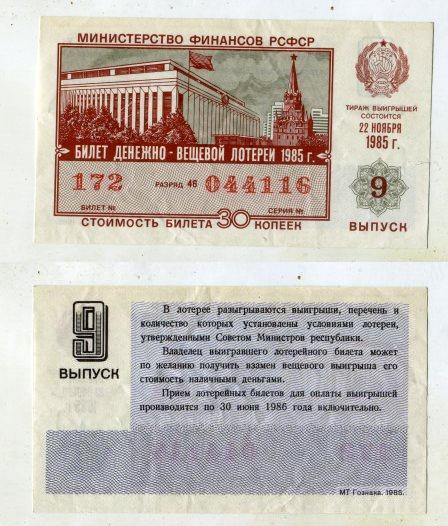 МИНИСТЕРСТВО ФИНАНСОВ РСФСР
ТИРАЖ ВЫИГРЫШЕЙ
СОСТОИТСЯ
22 НОЯБРЯ
1985 г.
БИЛЕТ ДЕНЕЖНО - ВЕЩЕВОЙ ЛОТЕРЕИ 1985 г.
172 РАЗРЯД 46 044116
БИЛЕТ № СЕРИЯ №
9
ВЫПУСК
СТОИМОСТЬ БИЛЕТА 30 КОПЕЕК
9
ВЫПУСК
В лотерее разыгрываются выигрыши, перечень и
количество которых установлены условиями лотереи,
утвержденными Советом Министров республики.
Владелец выигравшего лотерейного билета может
по желанию получить взамен вещевого выигрыша его
стоимость наличными деньгами.
Прием лотерейных билетов для оплаты выигрышей
производится по 30 июня 1986 года включительно.
МТ Гознака. 1985.